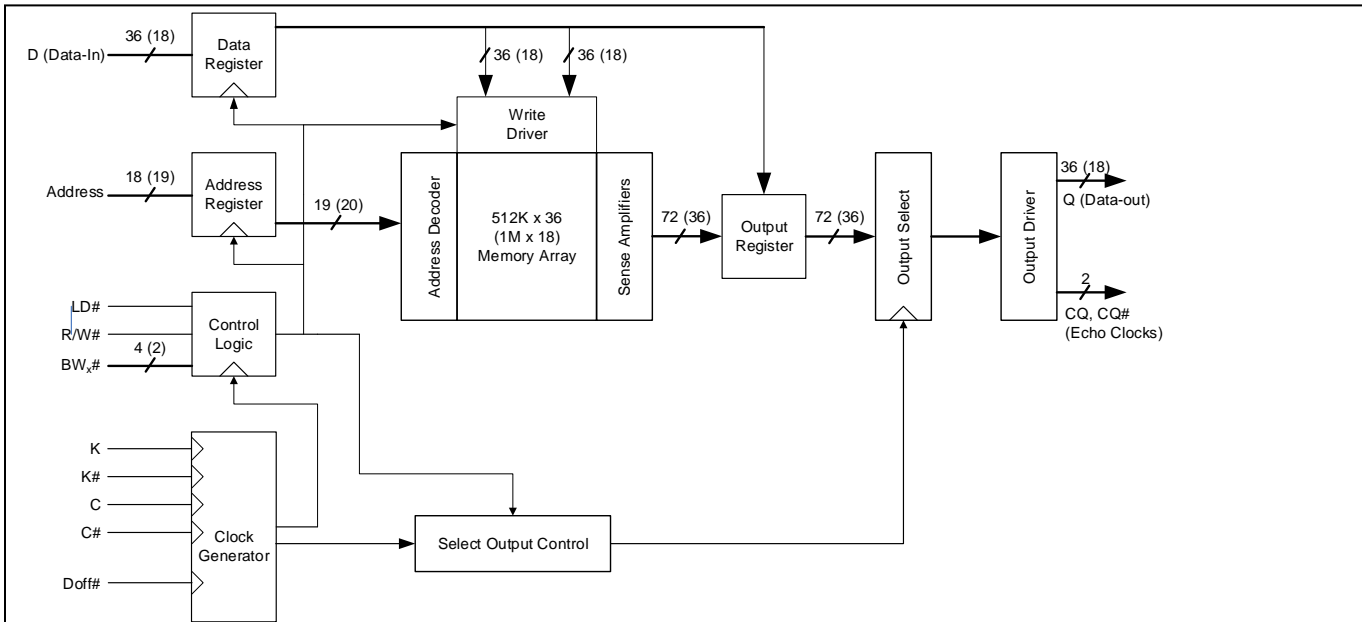 D (Data-In)
36 (18)
Data
Register
36 (18)
36 (18)
Write
Driver
Address
18 (19)
Address
Register
19 (20)
Address Decoder
512K x 36
(1M x 18)
Memory Array
Sense Amplifiers
72 (36)
Output
Register
72 (36)
Output Select
Output Driver
36 (18)
Q (Data-out)
2
CQ, CQ#
(Echo Clocks)
LD#
R/W#
BWx#
4 (2)
Control
Logic
K
K#
C
C#
Doff#
Clock
Generator
Select Output Control